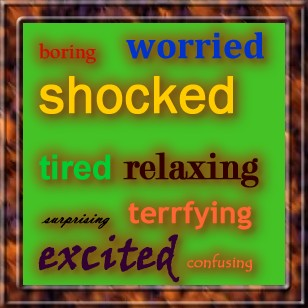 boring worried
shocked
tired relaxing
surprising terrfying
excited confusing